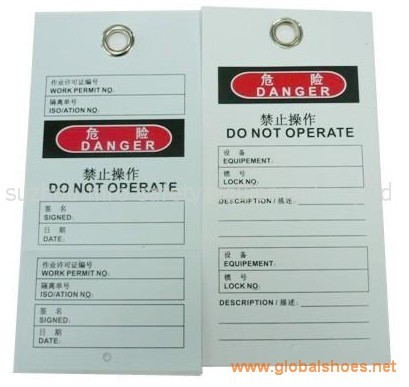 作业许可证编号
WORK PERMIT NO.
隔离单号
ISO/ATION NO:
危 险
DANGER
禁止操作
DO NOT OPERATE
签 名
SIGNED:
日 期
DATE:
作业许可证编号
WORK PERMIT NO:
隔离单号
ISO/ATION NO:
签 名
SIGNED:
日 期
DATE:
危 险
DANGER
禁止操作
DO NOT OPERATE
设 备
EQUIPEMENT:
锁 号
LOCK NO:
DESCRIPTION / 描述:
设 备
EQUIPEMENT:
锁 号
LOCK NO:
DESCRIPTION / 描述:
www.globalshoes.net